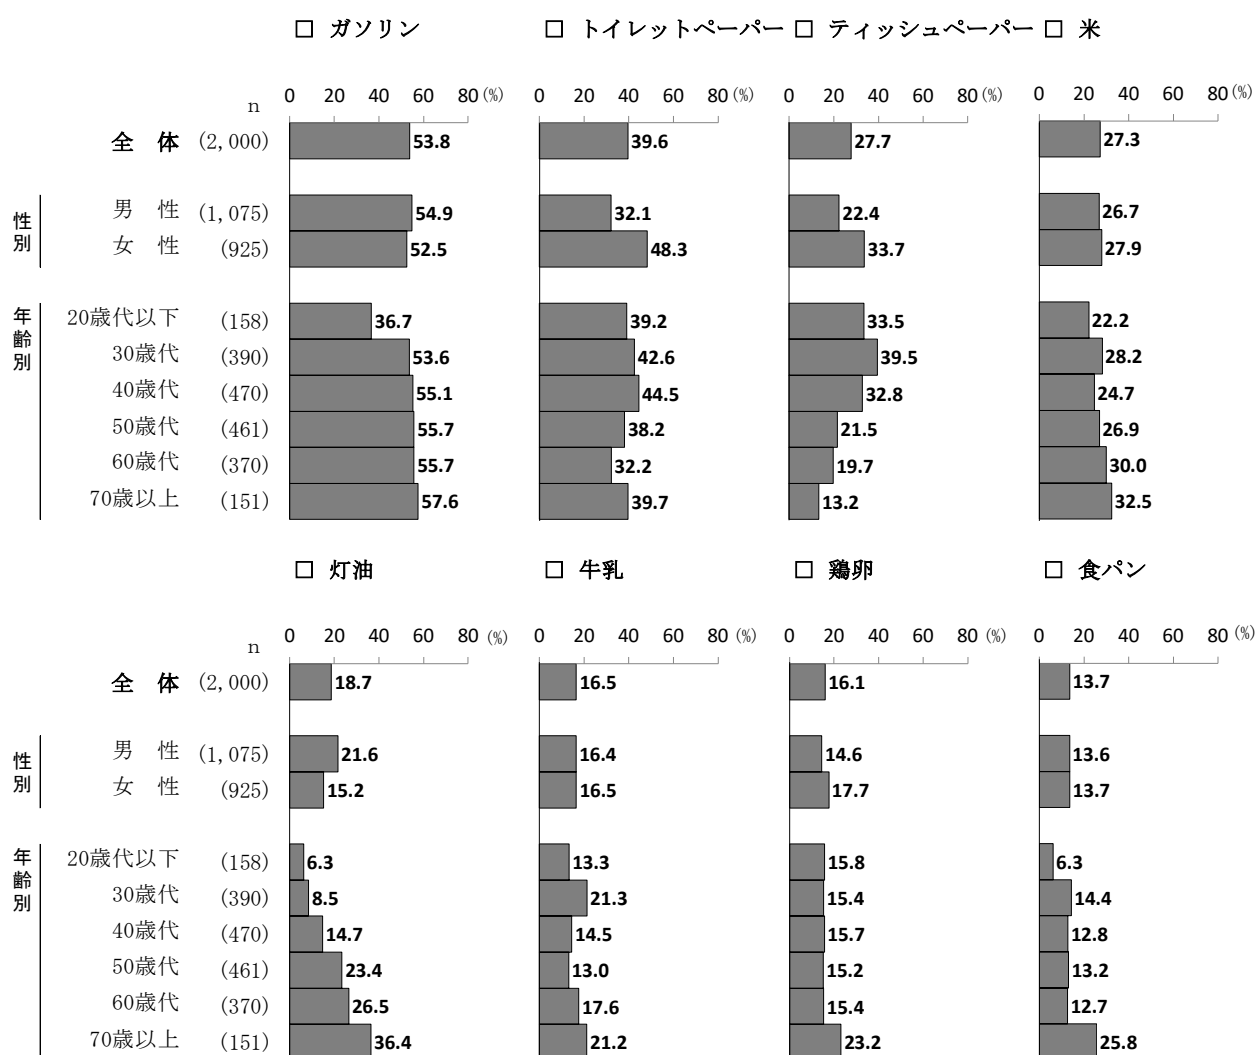 □ ガソリン □ トイレットペーパー □ ティッシュペーパー □ 米
n 0 20 40 60 80 (%) 0 20 40 60 80 (%) 0 20 40 60 80 (%) 0 20 40 60 80 (%)
全 体 (2,000) 53.8 39.6 27.7 27.3
性別
男 性 (1,075) 54.9 32.1 22.4 26.7
女 性 (925) 52.5 48.3 33.7 27.9
年齢別
20歳代以下 (158) 36.7 39.2 33.5 22.2
30歳代 (390) 53.6 42.6 39.5 28.2
40歳代 (470) 55.1 44.5 32.8 24.7
50歳代 (461) 55.7 38.2 21.5 26.9
60歳代 (370) 55.7 32.2 19.7 30.0
70歳以上 (151) 57.6 39.7 13.2 32.5
□ 灯油 □ 牛乳 □ 鶏卵 □ 食パン
n 0 20 40 60 80 (%) 0 20 40 60 80 (%) 0 20 40 60 80 (%) 0 20 40 60 80 (%)
全 体 (2,000) 18.7 16.5 16.1 13.7
性別
男 性 (1,075) 21.6 16.4 14.6 13.6
女 性 (925) 15.2 16.5 17.7 13.7
年齢別
20歳代以下 (158) 6.3 13.3 15.8 6.3
30歳代 (390) 8.5 21.3 15.4 14.4
40歳代 (470) 14.7 14.5 15.7 12.8
50歳代 (461) 23.4 13.0 15.2 13.2
60歳代 (370) 26.5 17.6 15.4 12.7
70歳以上 (151) 36.4 21.2 23.2 25.8